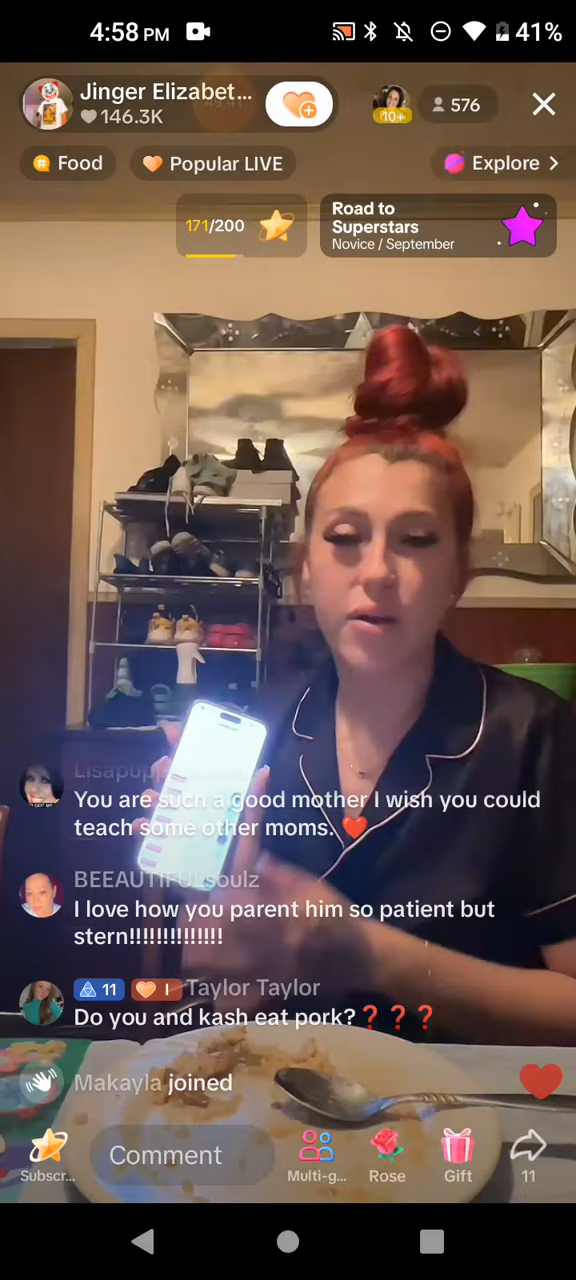 4:58 PM
41%
Jinger Elizabet...
146.3K
10+
576
Food
Popular LIVE
Explore >
171/200
Road to
Superstars
Novice / September
You are such a good mother I wish you could
teach some other moms. ❤️
BEEAUTIFULsoulz
I love how you parent him so patient but
stern!!!!!!!!!!!!!!
11 I Taylor Taylor
Do you and kash eat pork?❓❓❓
Makayla joined
Subscr...
Comment
Multi-g...
Rose
Gift
11